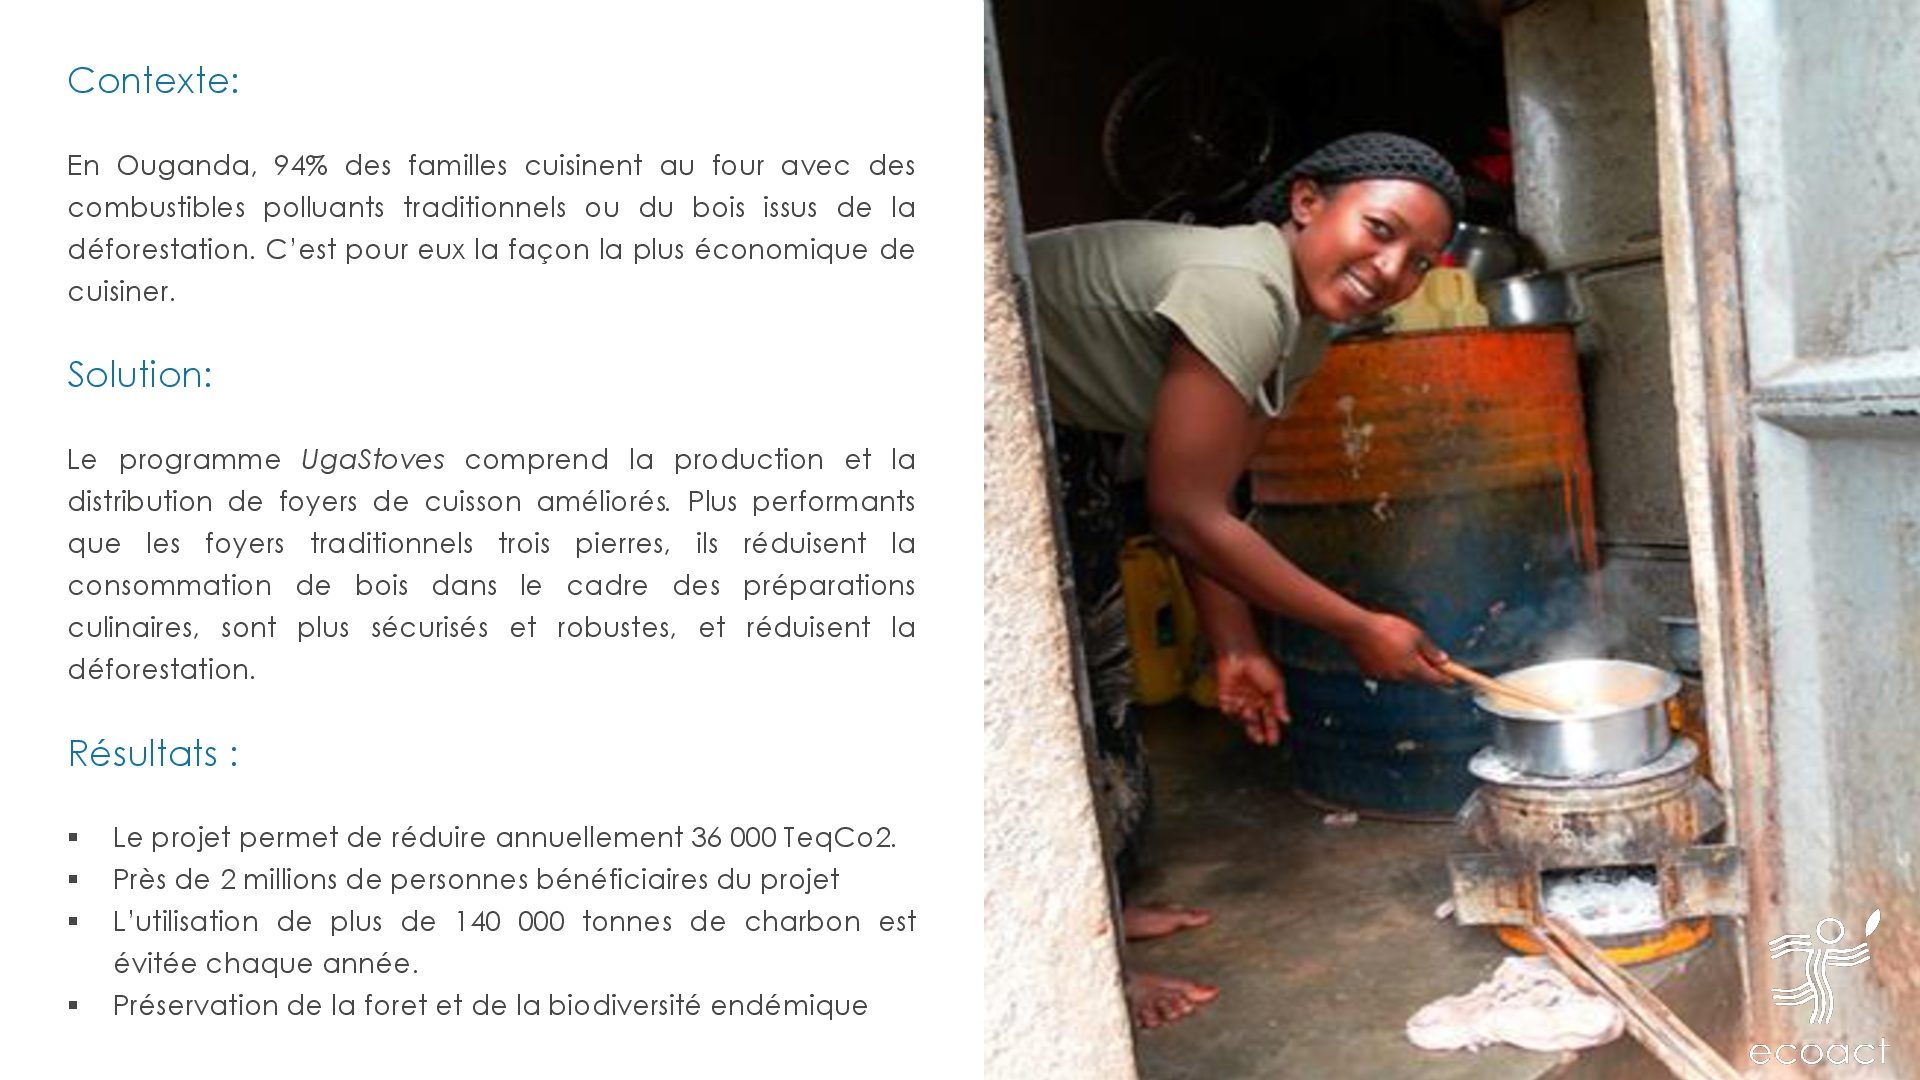 Contexte:
En Ouganda, 94% des familles cuisinent au four avec des
combustibles polluants traditionnels ou du bois issus de la
déforestation. C’est pour eux la façon la plus économique de
cuisiner.
Solution:
Le programme UgaStoves comprend la production et la
distribution de foyers de cuisson améliorés. Plus performants
que les foyers traditionnels trois pierres, ils réduisent la
consommation de bois dans le cadre des préparations
culinaires, sont plus sécurisés et robustes, et réduisent la
déforestation.
Résultats :
▪ Le projet permet de réduire annuellement 36 000 TeqCo2.
▪ Près de 2 millions de personnes bénéficiaires du projet
▪ L’utilisation de plus de 140 000 tonnes de charbon est
évitée chaque année.
▪ Préservation de la foret et de la biodiversité endémique
ecoact